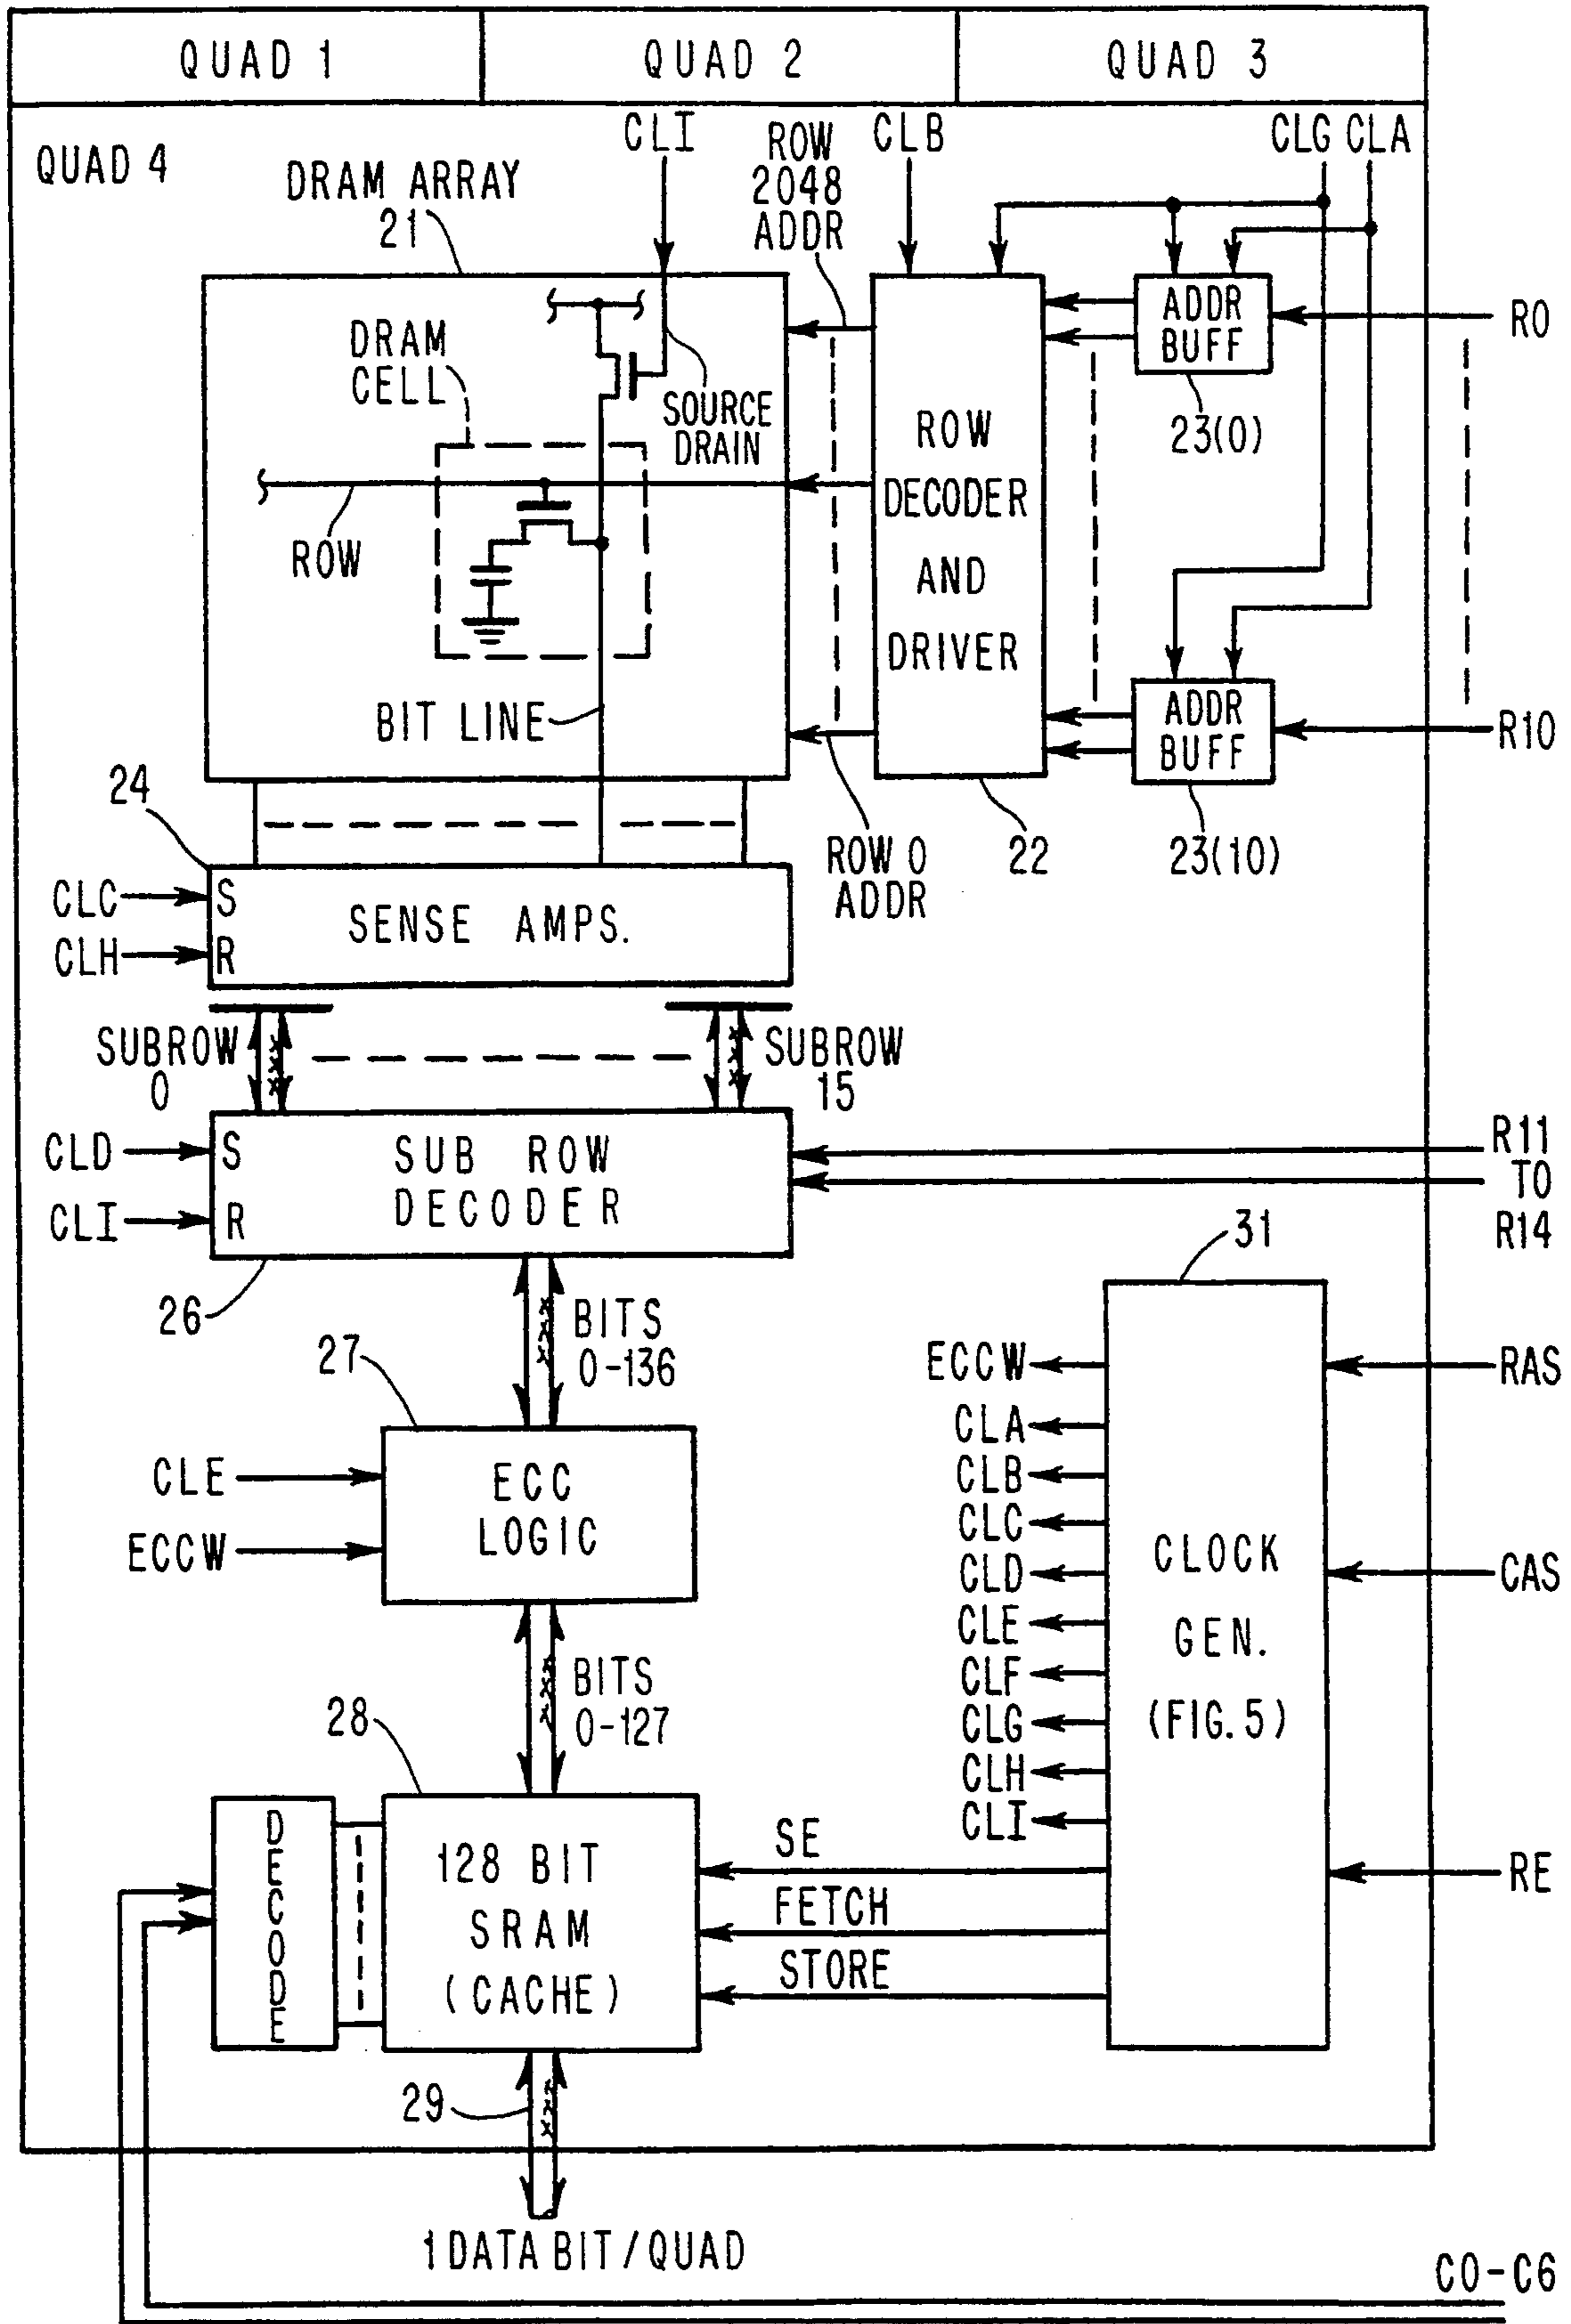 QUAD 1
QUAD 2
QUAD 3
QUAD 4
DRAM ARRAY
21
CLI
ROW
2048
ADDR
CLB
CLG
CLA
DRAM
CELL
SOURCE
DRAIN
ROW
BIT LINE
ROW
DECODER
AND
DRIVER
ADDR
BUFF
R0
23(0)
ADDR
BUFF
R10
23(10)
22
ROW 0
ADDR
24
CLC
S
CLH
R
SENSE AMPS.
SUBROW
0
SUBROW
15
CLD
S
CLI
R
SUB ROW
DECODER
R11
TO
R14
26
BITS
0-136
27
CLE
ECCW
ECC
LOGIC
BITS
0-127
28
31
ECCW
CLA
CLB
CLC
CLD
CLE
CLF
CLG
CLH
CLI
CLOCK
GEN.
(FIG. 5)
RAS
CAS
RE
DECODE
128 BIT
SRAM
(CACHE)
SE
FETCH
STORE
29
1 DATA BIT/QUAD
C0-C6